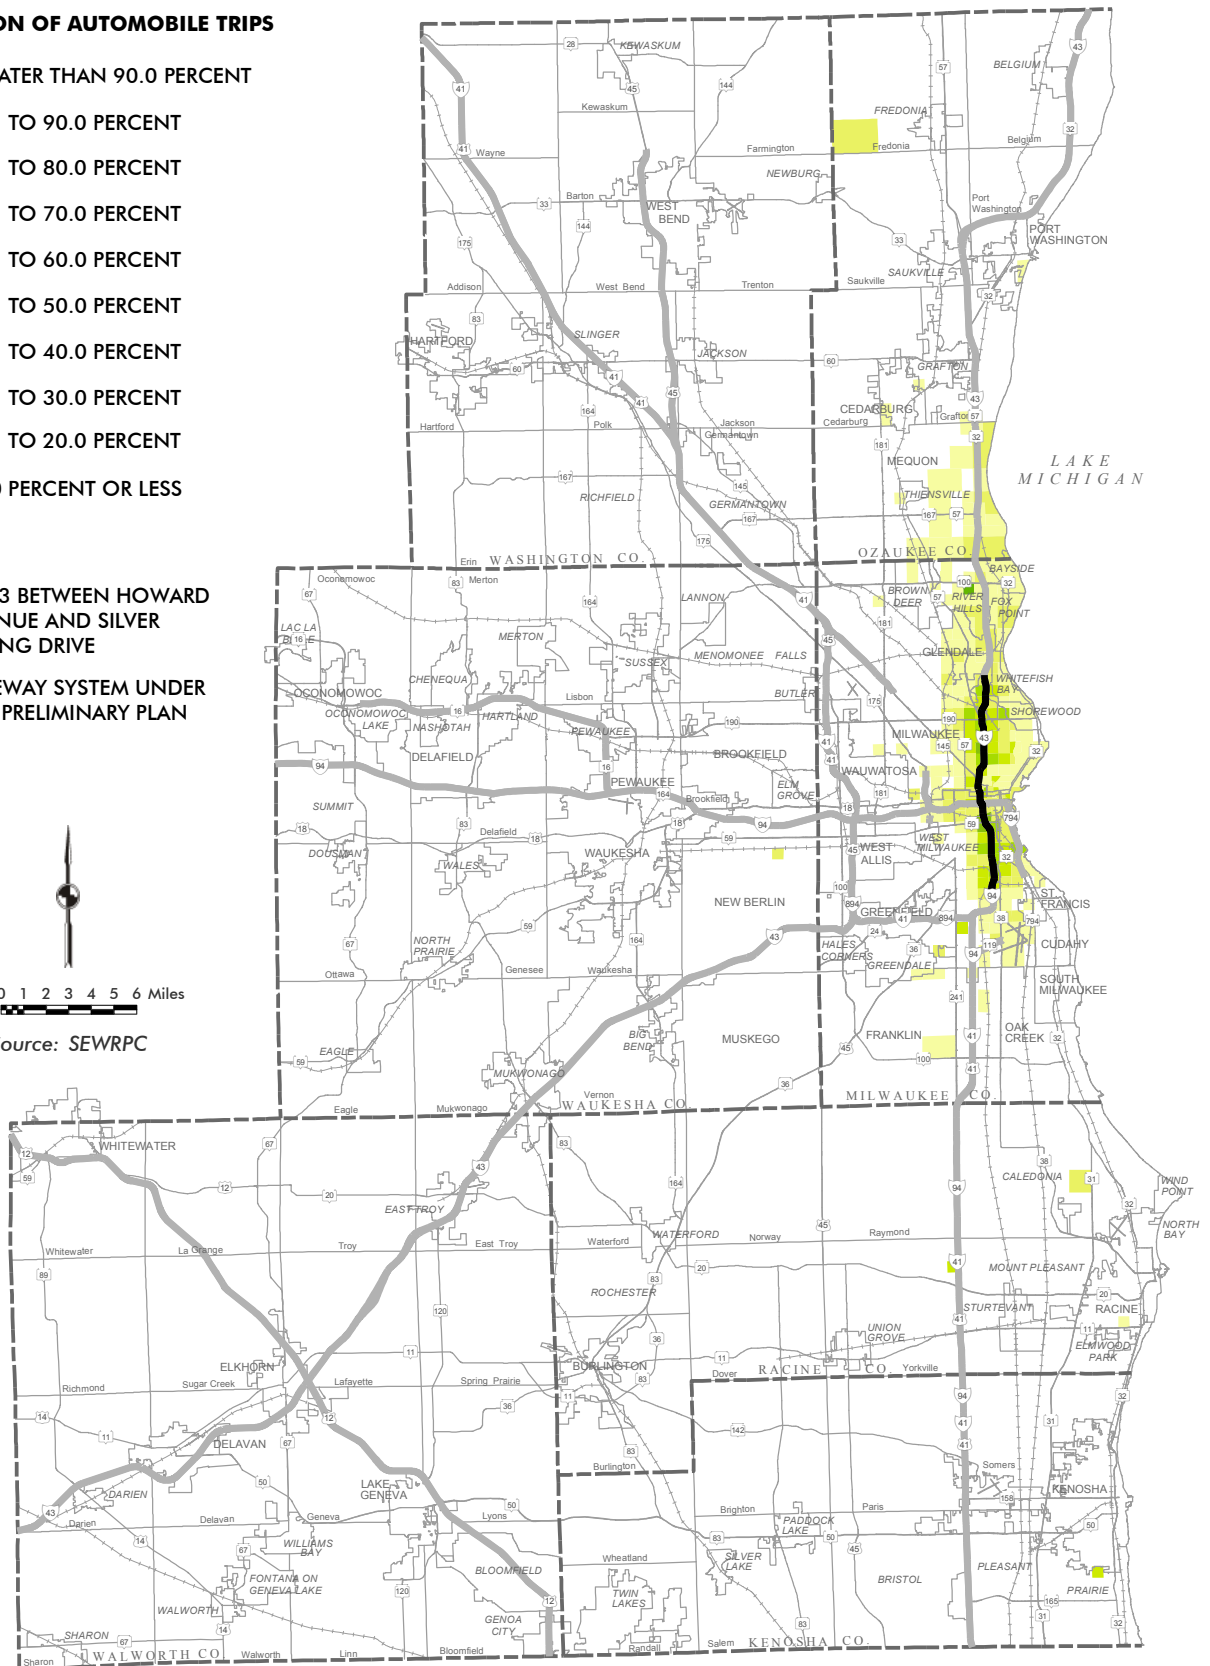 ON OF AUTOMOBILE TRIPS
ATER THAN 90.0 PERCENT
TO 90.0 PERCENT
TO 80.0 PERCENT
TO 70.0 PERCENT
TO 60.0 PERCENT
TO 50.0 PERCENT
TO 40.0 PERCENT
TO 30.0 PERCENT
TO 20.0 PERCENT
PERCENT OR LESS
3 BETWEEN HOWARD
NUE AND SILVER
NG DRIVE
EWAY SYSTEM UNDER
PRELIMINARY PLAN
0 1 2 3 4 5 6 Miles
ource: SEWRPC
KEWASKUM
BELGIUM
Kewaskum
FREDONIA
Wayne
Farmington
Fredonia
Belgium
NEWBURG
Barton
WEST
BEND
Port
Washington
PORT
WASHINGTON
SAUKVILLE
Addison
West Bend
Trenton
Saukville
HARTFORD
SLINGER
JACKSON
GRAFTON
CEDARBURG
Hartford
Polk
Jackson
Germantown
Cedarburg
Grafton
MEQUON
LAKE
MICHIGAN
RICHFIELD
GERMANTOWN
THIENSVILLE
Erin
WASHINGTON CO.
OZAUKEE CO.
Oconomowoc
Merton
BAYSIDE
LANNON
BROWN
DEER
RIVER
HILLS
FOX
POINT
LAC LA
BELLE
MERTON
SUSSEX
MENOMONEE FALLS
GLENDALE
CHENEQUA
BUTLER
WHITEFISH
BAY
OCONOMOWOC
Lisbon
OCONOMOWOC
LAKE
NASHOTAH
HARTLAND
PEWAUKEE
SHOREWOOD
MILWAUKEE
DELAFIELD
BROOKFIELD
WAUWATOSA
PEWAUKEE
ELM
GROVE
Brookfield
SUMMIT
Delafield
DOUSMAN
WALES
WAUKESHA
WEST
MILWAUKEE
WEST
ALLIS
NEW BERLIN
GREENFIELD
ST.
FRANCIS
NORTH
PRAIRIE
HALES
CORNERS
GREENDALE
CUDAHY
Ottawa
Genesee
Waukesha
SOUTH
MILWAUKEE
EAGLE
BIG
BEND
MUSKEGO
FRANKLIN
OAK
CREEK
MUKWONAGO
Eagle
Mukwonago
Vernon
WAUKESHA CO.
MILWAUKEE CO.
WHITEWATER
CALEDONIA
WIND
POINT
EAST TROY
NORTH
BAY
Whitewater
La Grange
Troy
East Troy
Waterford
WATERFORD
Norway
Raymond
ROCHESTER
MOUNT PLEASANT
STURTEVANT
RACINE
UNION
GROVE
ELMWOOD
PARK
ELKHORN
BURLINGTON
Richmond
Sugar Creek
Lafayette
Spring Prairie
Dover
RACINE CO.
Yorkville
DELAVAN
Burlington
Somers
DARIEN
LAKE
GENEVA
KENOSHA
Darien
Delavan
Geneva
Lyons
Brighton
Paris
PADDOCK
LAKE
WILLIAMS
BAY
FONTANA ON
GENEVA LAKE
BLOOMFIELD
Wheatland
SILVER
LAKE
PLEASANT
PRAIRIE
TWIN
LAKES
BRISTOL
WALWORTH
GENOA
CITY
SHARON
Sharon
WALWORTH CO
Walworth
Linn
Bloomfield
Randall
Salem
KENOSHA CO.